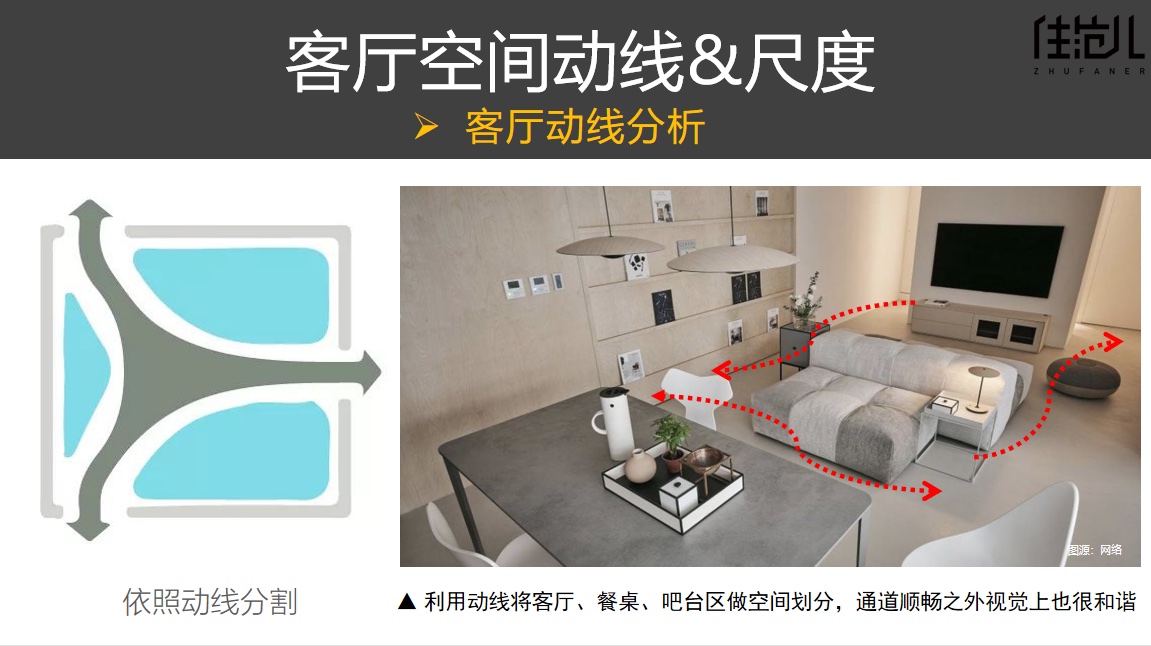 客厅空间动线&尺度
住范儿
ZHUFANER
➢ 客厅动线分析
图源：网络
依照动线分割
▲ 利用动线将客厅、餐桌、吧台区做空间划分，通道顺畅之外视觉上也很和谐